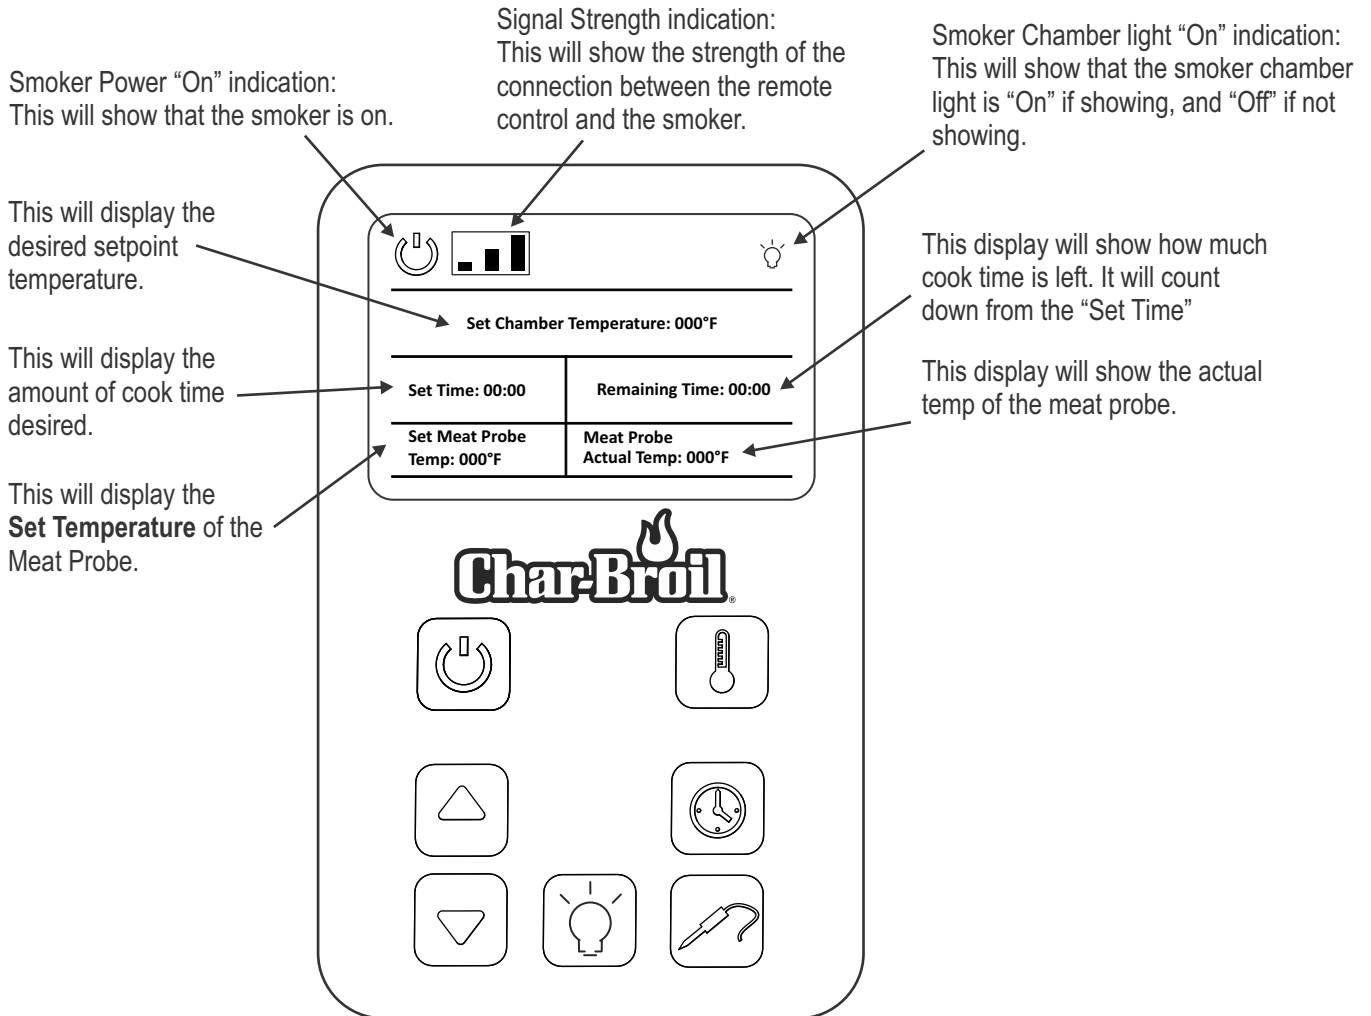 Smoker Power “On” indication:
This will show that the smoker is on.
Signal Strength indication:
This will show the strength of the
connection between the remote
control and the smoker.
Smoker Chamber light “On” indication:
This will show that the smoker chamber
light is “On” if showing, and “Off” if not
showing.
This will display the
desired setpoint
temperature.
This will display the
amount of cook time
desired.
This will display the
Set Temperature of the
Meat Probe.
This display will show how much
cook time is left. It will count
down from the “Set Time”
This display will show the actual
temp of the meat probe.
Set Chamber Temperature: 000°F
Set Time: 00:00
Remaining Time: 00:00
Set Meat Probe
Temp: 000°F
Meat Probe
Actual Temp: 000°F
Char-Broil®